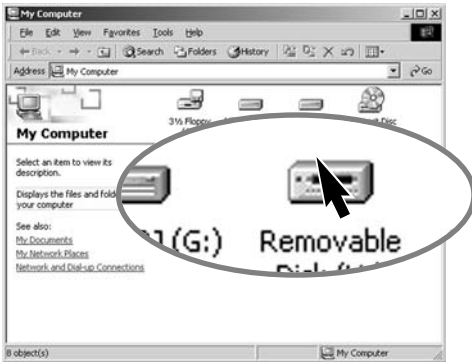 My Computer
File Edit View Favorites Tools Help
Back Search Folders History
Address My Computer Go
3½ Floppy Disc
My Computer
Select an item to view its
description.
Displays the files and
your computer
See also:
My Documents
My Network Places
Network and Dial-up Connections
(G:) Removable
Disk
8 object(s) My Computer